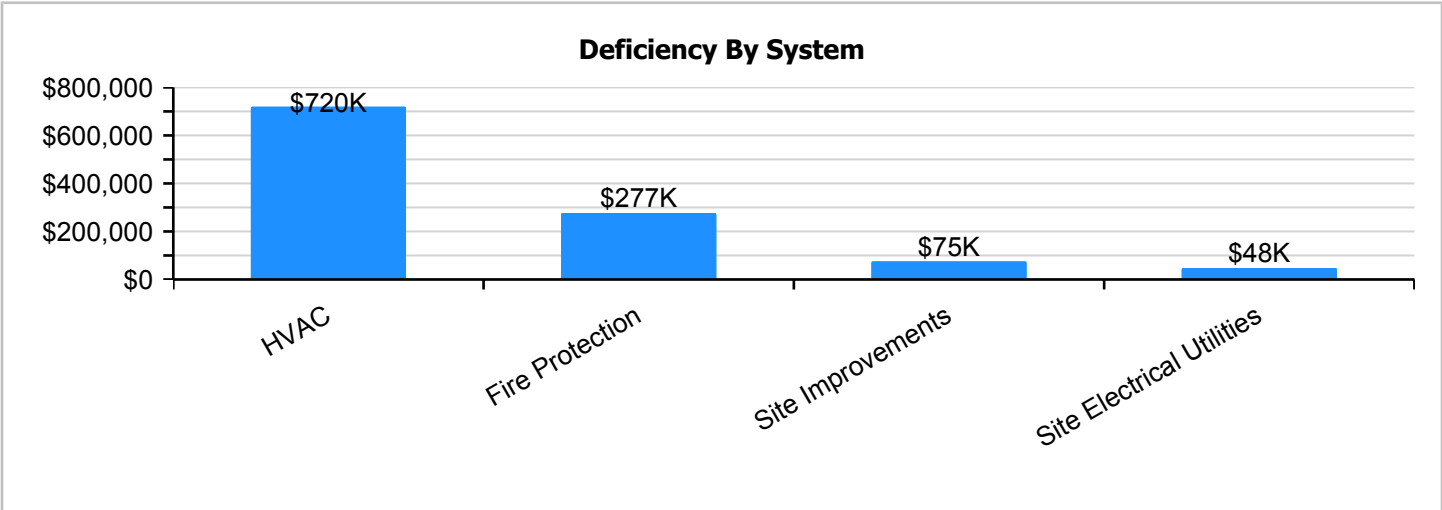 Deficiency By System
$800,000
$600,000
$400,000
$200,000
$0
$720K
$277K
$75K
$48K
HVAC
Fire Protection
Site Improvements
Site Electrical Utilities